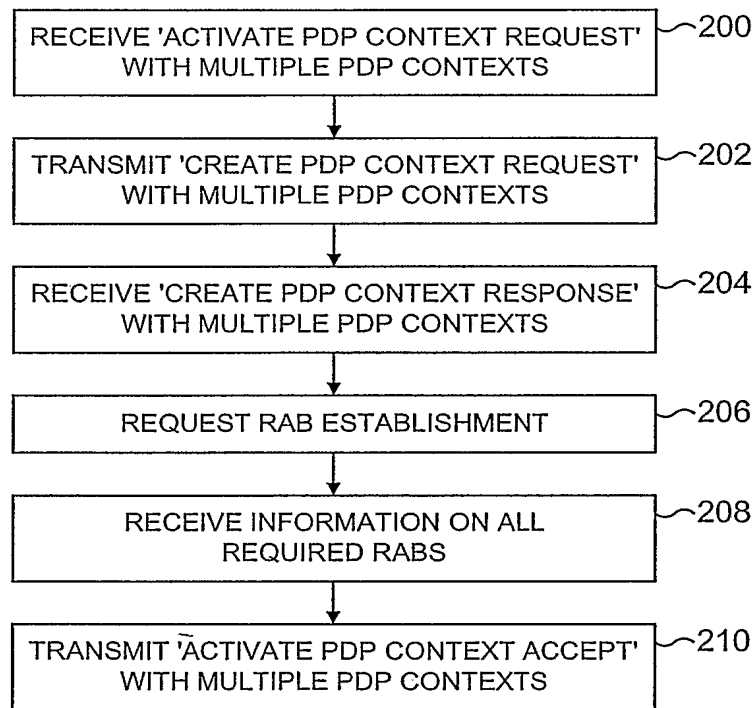 RECEIVE 'ACTIVATE PDP CONTEXT REQUEST'
WITH MULTIPLE PDP CONTEXTS
200
TRANSMIT 'CREATE PDP CONTEXT REQUEST'
WITH MULTIPLE PDP CONTEXTS
202
RECEIVE 'CREATE PDP CONTEXT RESPONSE'
WITH MULTIPLE PDP CONTEXTS
204
REQUEST RAB ESTABLISHMENT
206
RECEIVE INFORMATION ON ALL
REQUIRED RABS
208
TRANSMIT 'ACTIVATE PDP CONTEXT ACCEPT'
WITH MULTIPLE PDP CONTEXTS
210